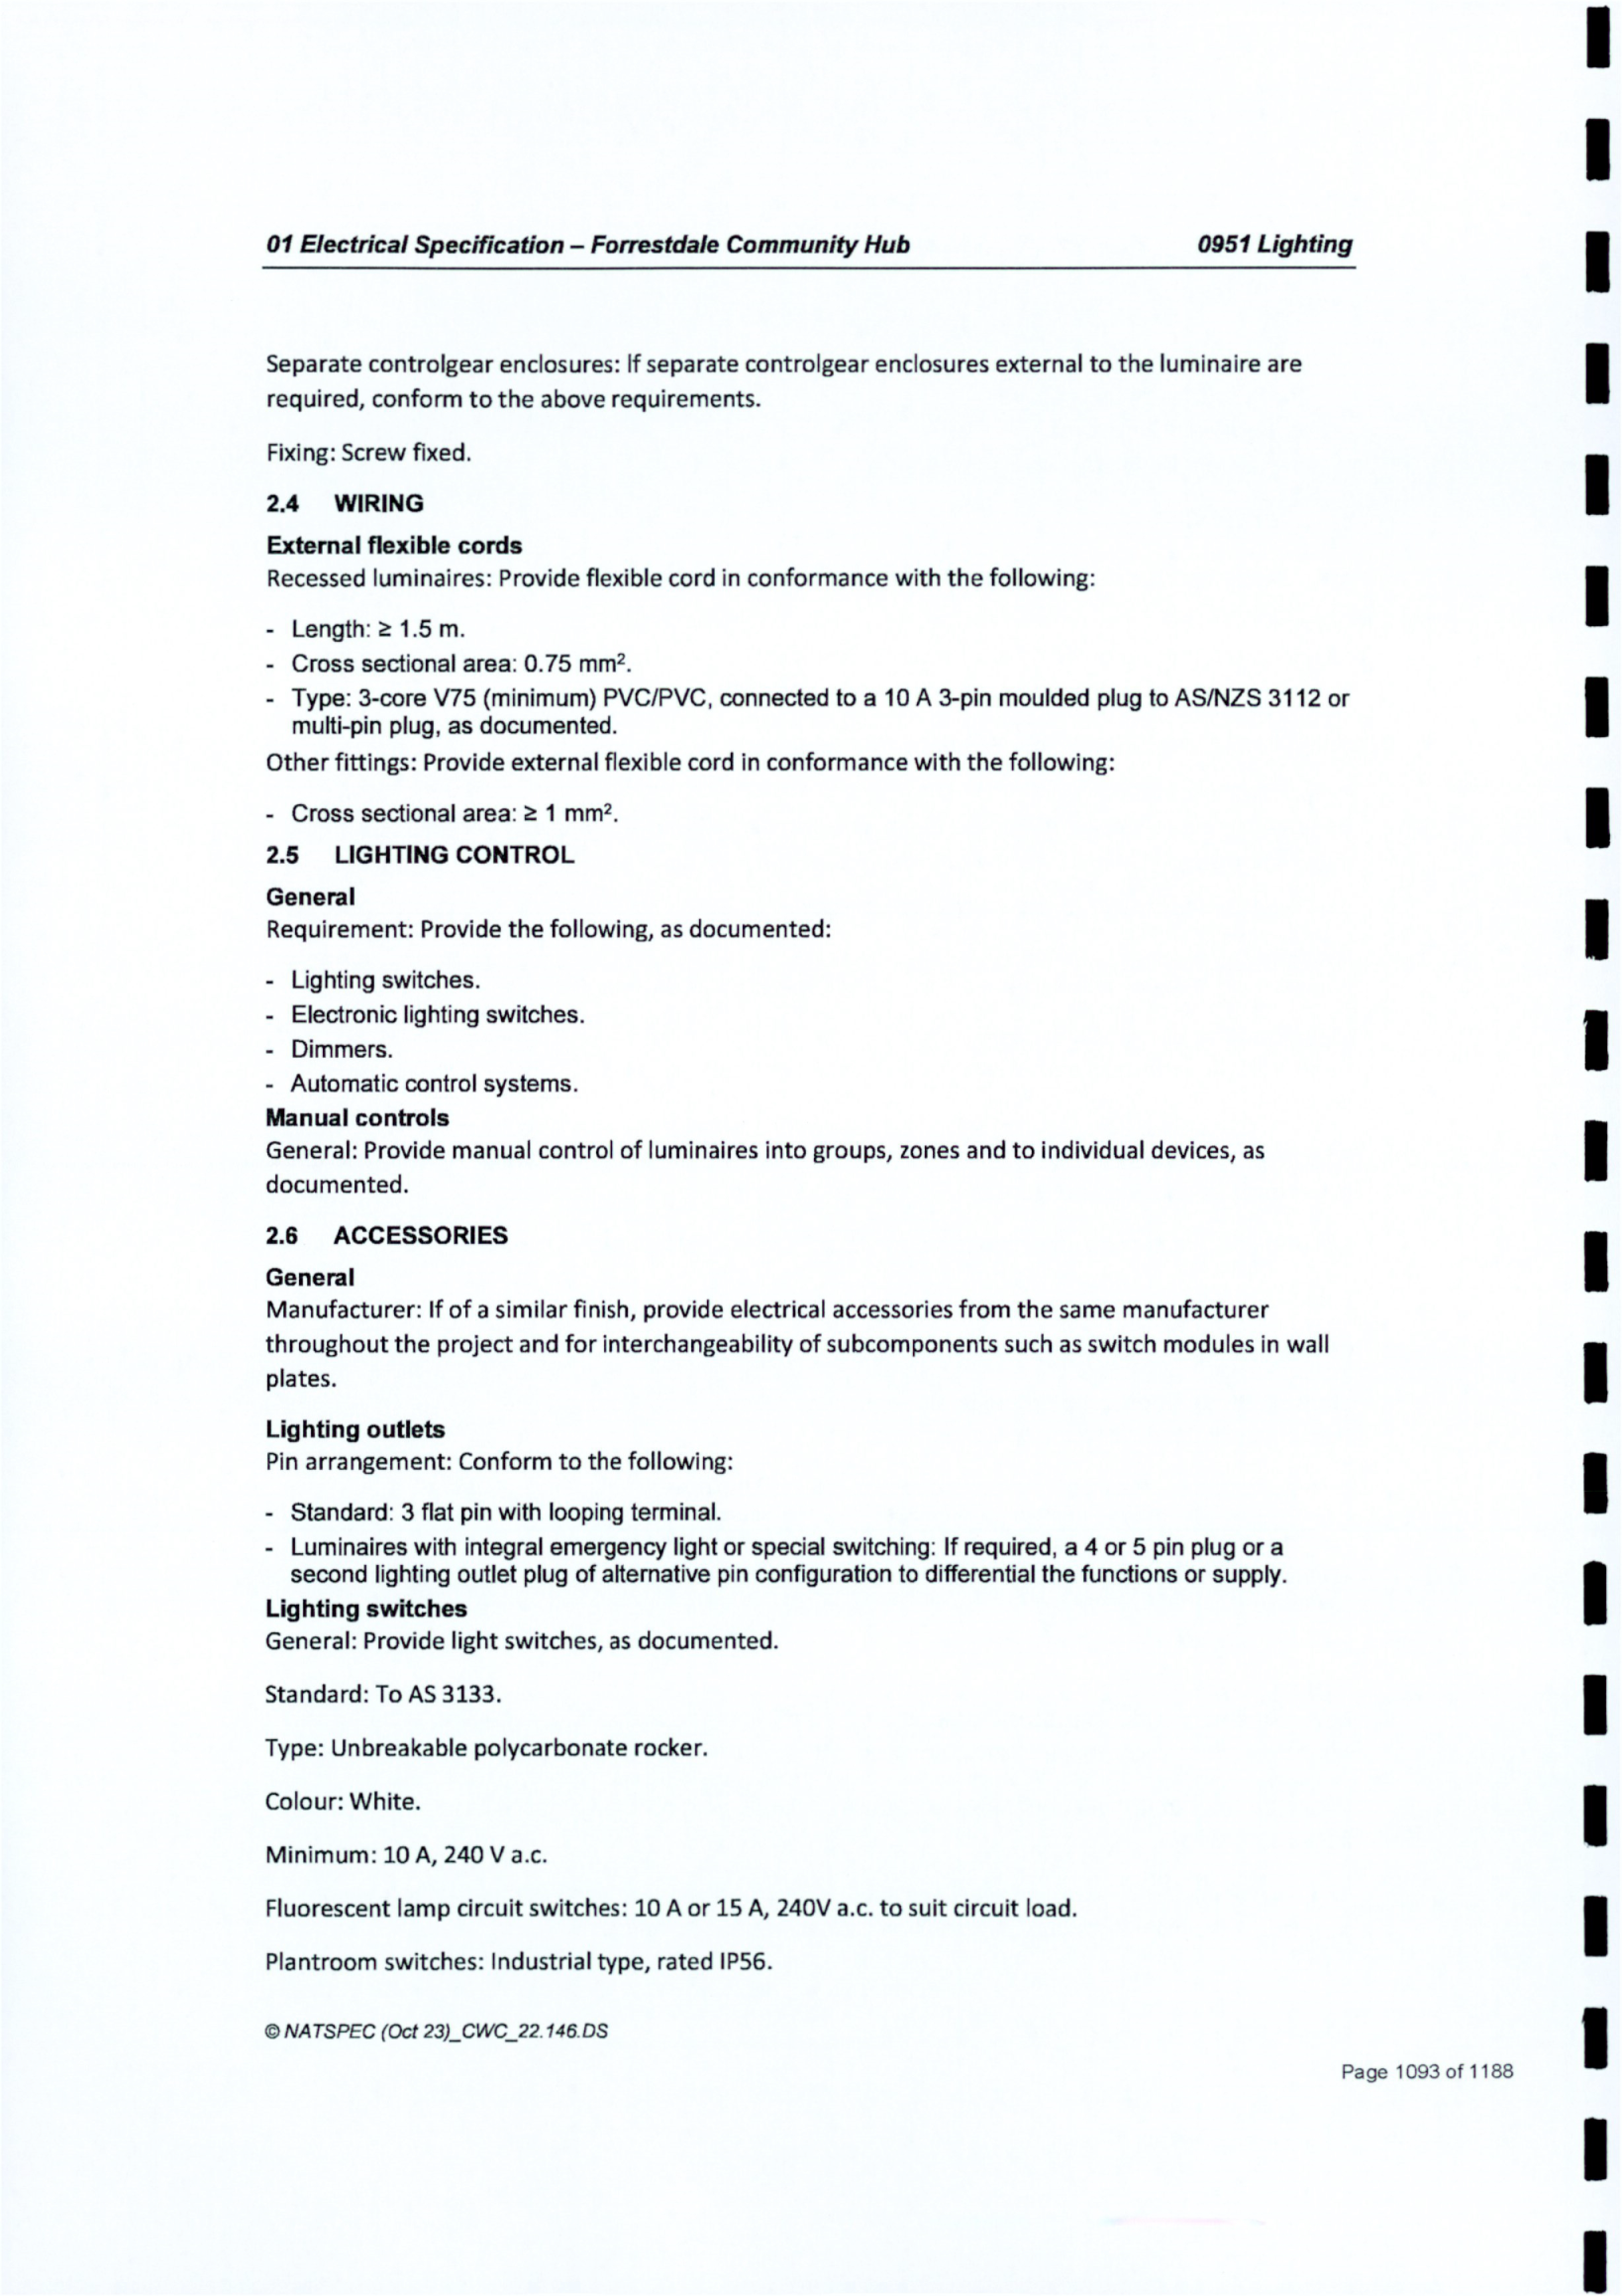 01 Electrical Specification – Forrestdale Community Hub 0951 Lighting
Separate controlgear enclosures: If separate controlgear enclosures external to the luminaire are
required, conform to the above requirements.
Fixing: Screw fixed.
2.4 WIRING
External flexible cords
Recessed luminaires: Provide flexible cord in conformance with the following:
- Length: ≥ 1.5 m.
- Cross sectional area: 0.75 mm².
- Type: 3-core V75 (minimum) PVC/PVC, connected to a 10 A 3-pin moulded plug to AS/NZS 3112 or
multi-pin plug, as documented.
Other fittings: Provide external flexible cord in conformance with the following:
- Cross sectional area: ≥ 1 mm².
2.5 LIGHTING CONTROL
General
Requirement: Provide the following, as documented:
- Lighting switches.
- Electronic lighting switches.
- Dimmers.
- Automatic control systems.
Manual controls
General: Provide manual control of luminaires into groups, zones and to individual devices, as
documented.
2.6 ACCESSORIES
General
Manufacturer: If of a similar finish, provide electrical accessories from the same manufacturer
throughout the project and for interchangeability of subcomponents such as switch modules in wall
plates.
Lighting outlets
Pin arrangement: Conform to the following:
- Standard: 3 flat pin with looping terminal.
- Luminaires with integral emergency light or special switching: If required, a 4 or 5 pin plug or a
second lighting outlet plug of alternative pin configuration to differential the functions or supply.
Lighting switches
General: Provide light switches, as documented.
Standard: To AS 3133.
Type: Unbreakable polycarbonate rocker.
Colour: White.
Minimum: 10 A, 240 V a.c.
Fluorescent lamp circuit switches: 10 A or 15 A, 240V a.c. to suit circuit load.
Plantroom switches: Industrial type, rated IP56.
© NATSPEC (Oct 23)_CWC_22.146.DS
Page 1093 of 1188